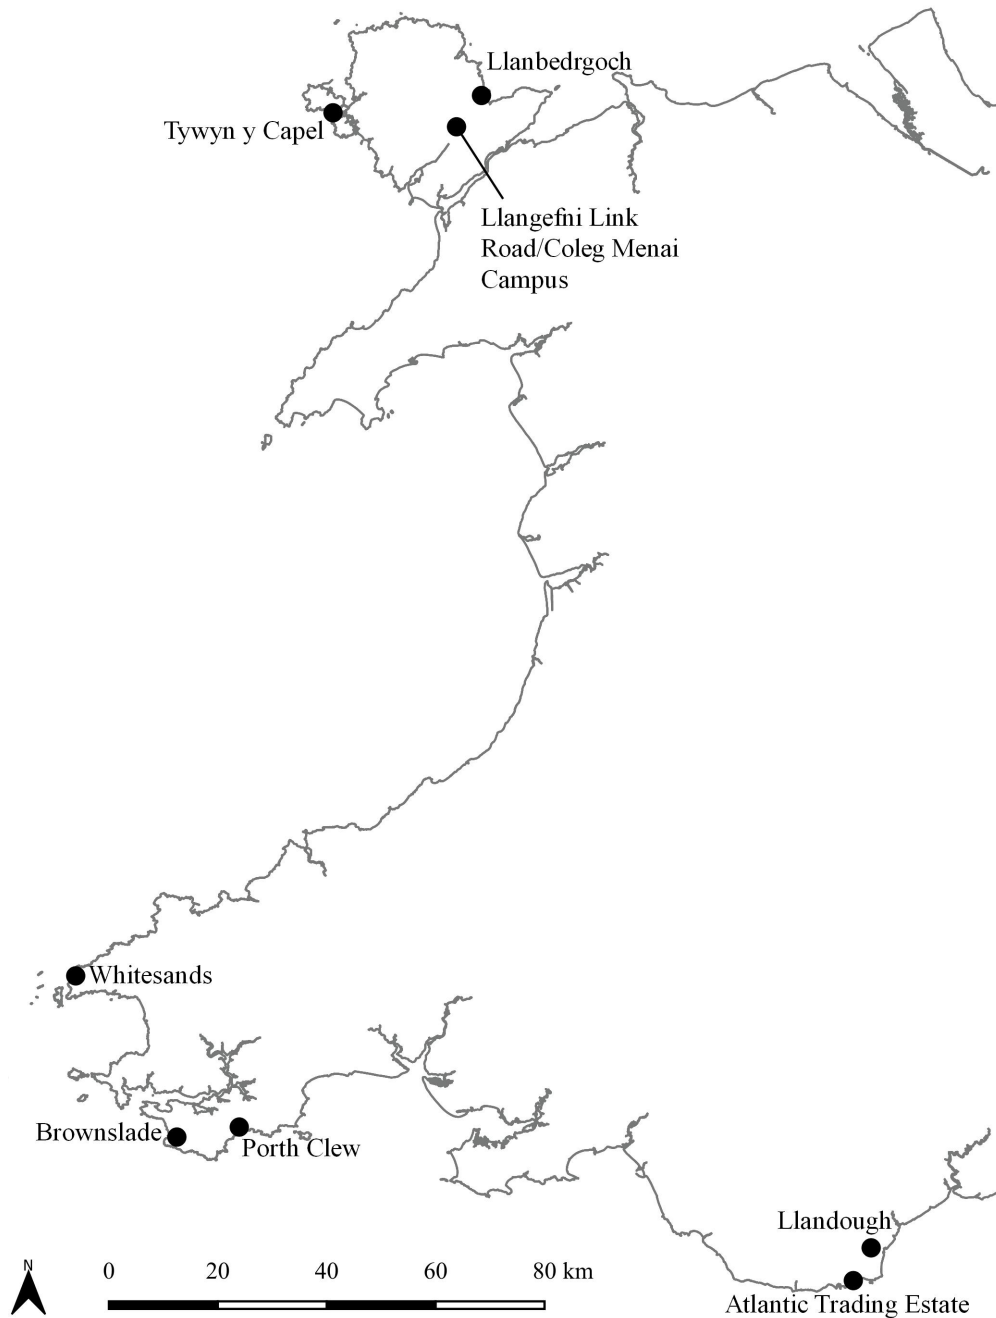 Llanbedrgoch
Tywyn y Capel
Llangefni Link
Road/Coleg Menai
Campus
Whitesands
Brownslade
Porth Clew
Llandough
N
0 20 40 60 80 km
Atlantic Trading Estate